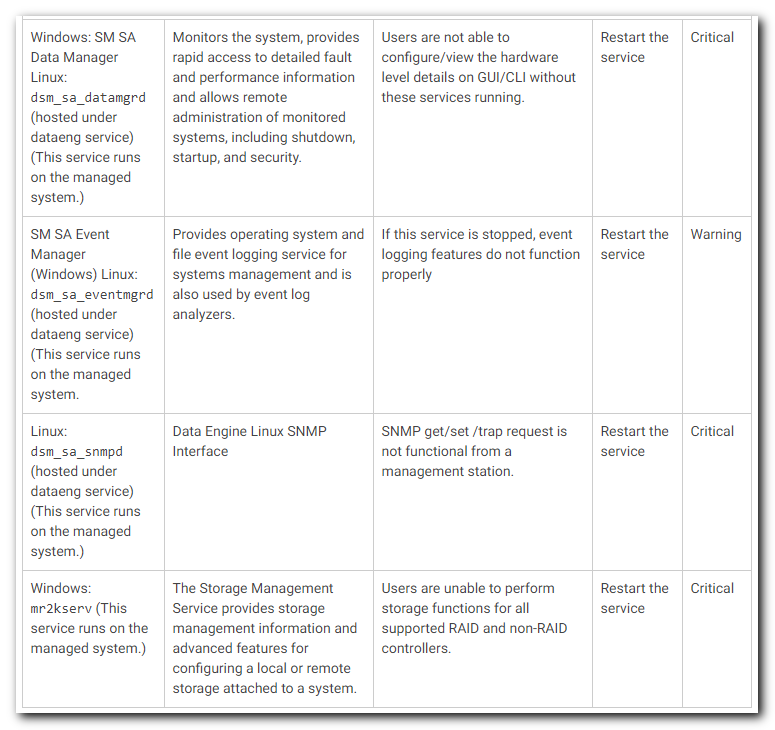 Windows: SM SA
Data Manager
Linux:
dsm_sa_datamgrd
(hosted under
dataeng service)
(This service runs
on the managed
system.)
Monitors the system, provides
rapid access to detailed fault
and performance information
and allows remote
administration of monitored
systems, including shutdown,
startup, and security.
Users are not able to
configure/view the hardware
level details on GUI/CLI without
these services running.
Restart the
service
Critical
SM SA Event
Manager
(Windows) Linux:
dsm_sa_eventmgrd
(hosted under
dataeng service)
(This service runs
on the managed
system.
Provides operating system and
file event logging service for
systems management and is
also used by event log
analyzers.
If this service is stopped, event
logging features do not function
properly
Restart the
service
Warning
Linux:
dsm_sa_snmpd
(hosted under
dataeng service)
(This service runs
on the managed
system.)
Data Engine Linux SNMP
Interface
SNMP get/set /trap request is
not functional from a
management station.
Restart the
service
Critical
Windows:
mr2kserv (This
service runs on the
managed system.)
The Storage Management
Service provides storage
management information and
advanced features for
configuring a local or remote
storage attached to a system.
Users are unable to perform
storage functions for all
supported RAID and non-RAID
controllers.
Restart the
service
Critical